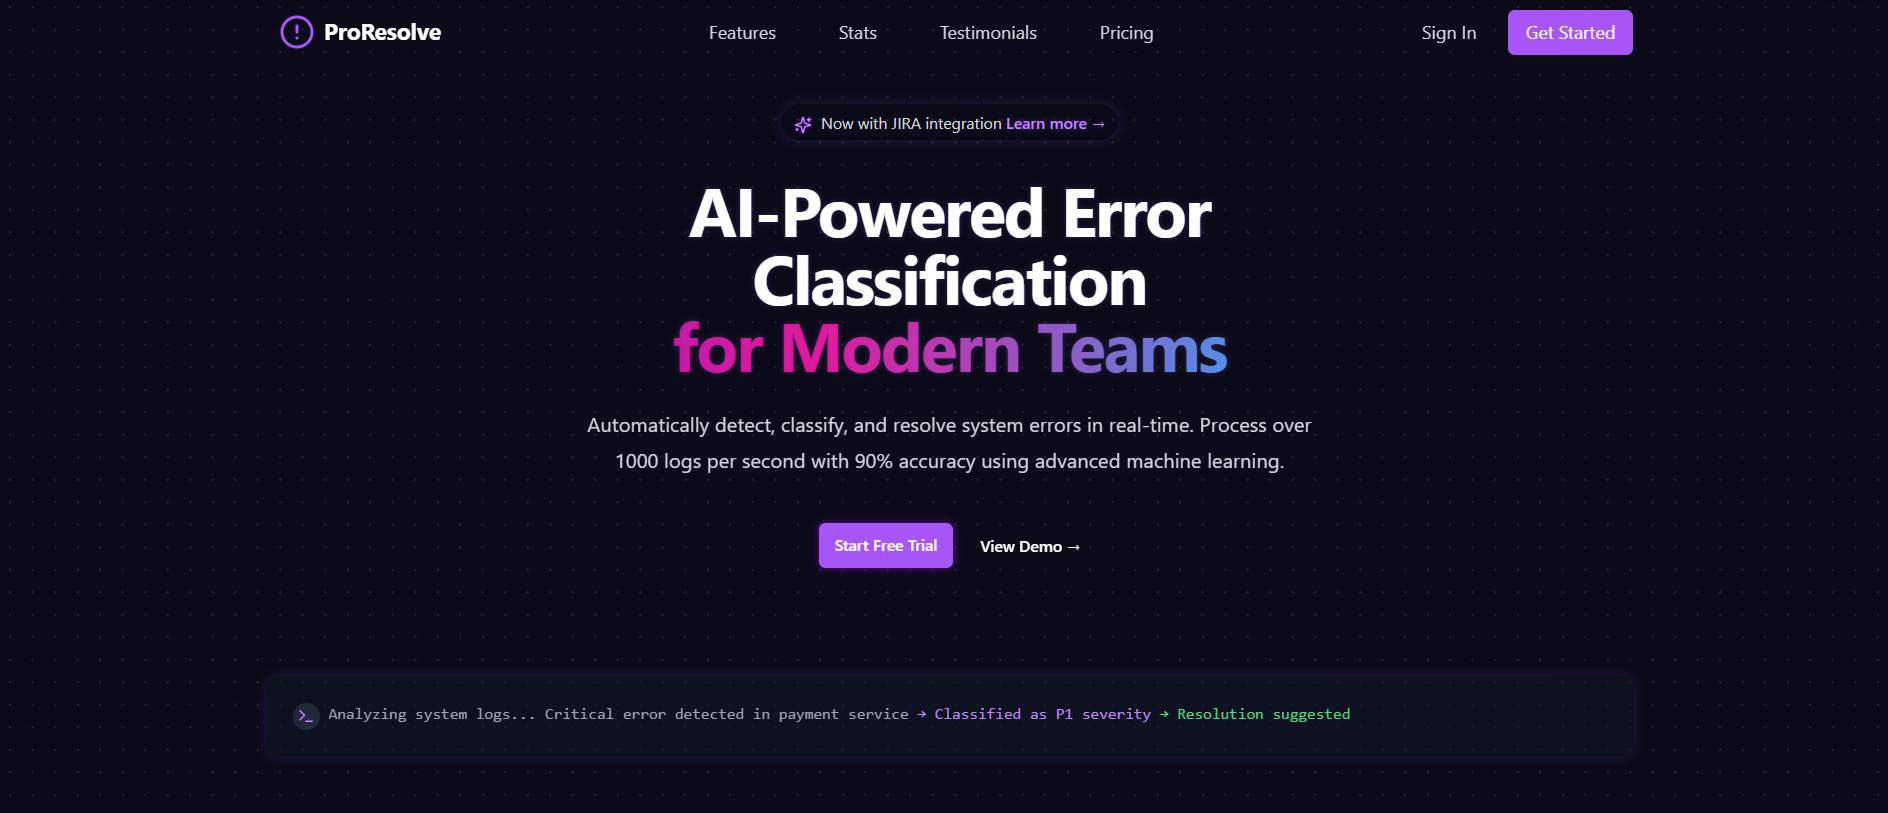 ProResolve
Features
Stats
Testimonials
Pricing
Sign In
Get Started
Now with JIRA integration Learn more →
AI-Powered Error
Classification
for Modern Teams
Automatically detect, classify, and resolve system errors in real-time. Process over
1000 logs per second with 90% accuracy using advanced machine learning.
Start Free Trial
View Demo →
Analyzing system logs... Critical error detected in payment service → Classified as P1 severity → Resolution suggested